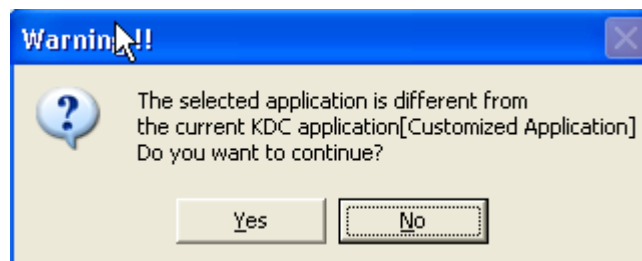 Warning!!!
The selected application is different from
the current KDC application[Customized Application]
Do you want to continue?
Yes
No